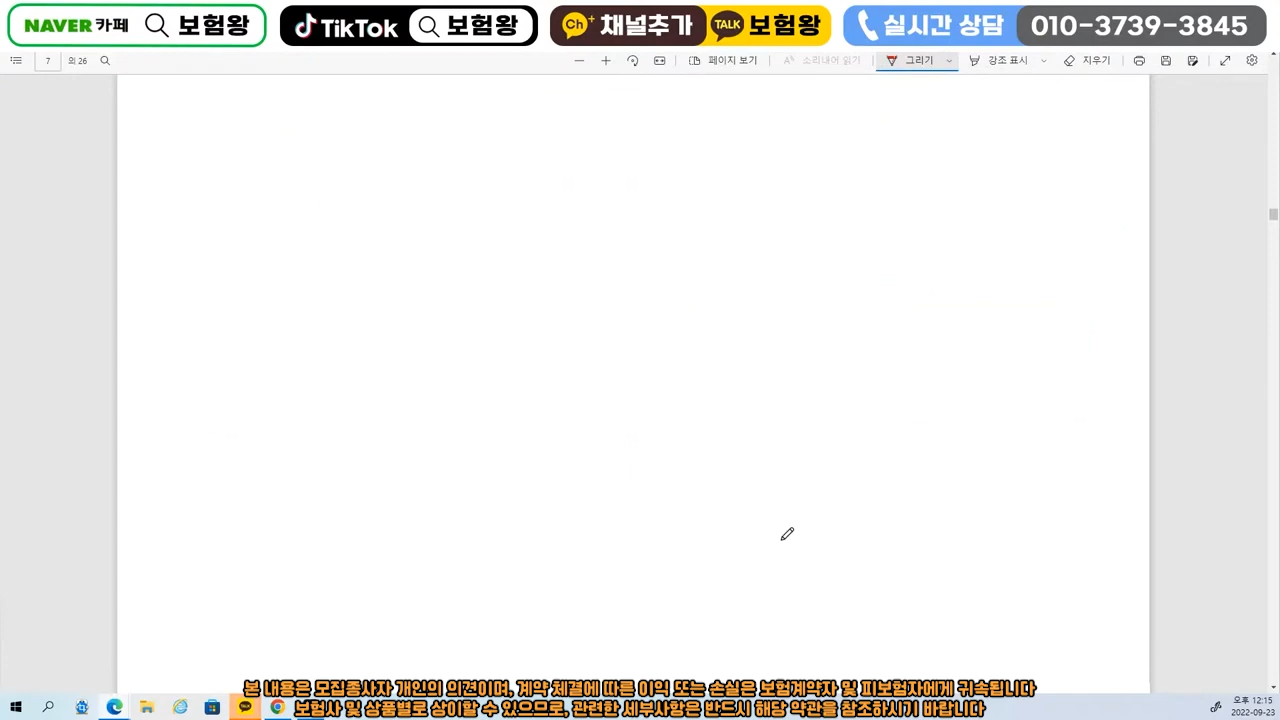 NAVER 카페 보험왕 TikTok 보험왕 Ch+ 채널추가 TALK 보험왕 실시간 상담 010-3739-3845
7 의 26 페이지 보기 소리내어 읽기 그리기 강조 표시 지우기
본 내용은 모집종사자 개인의 의견이며, 계약 체결에 따른 이익 또는 손실은 보험계약자 및 피보험자에게 귀속됩니다
보험사 및 상품별로 상이할 수 있으므로, 관련한 세부사항은 반드시 해당 약관을 참조하시기 바랍니다
오후 12:15
2022-09-23